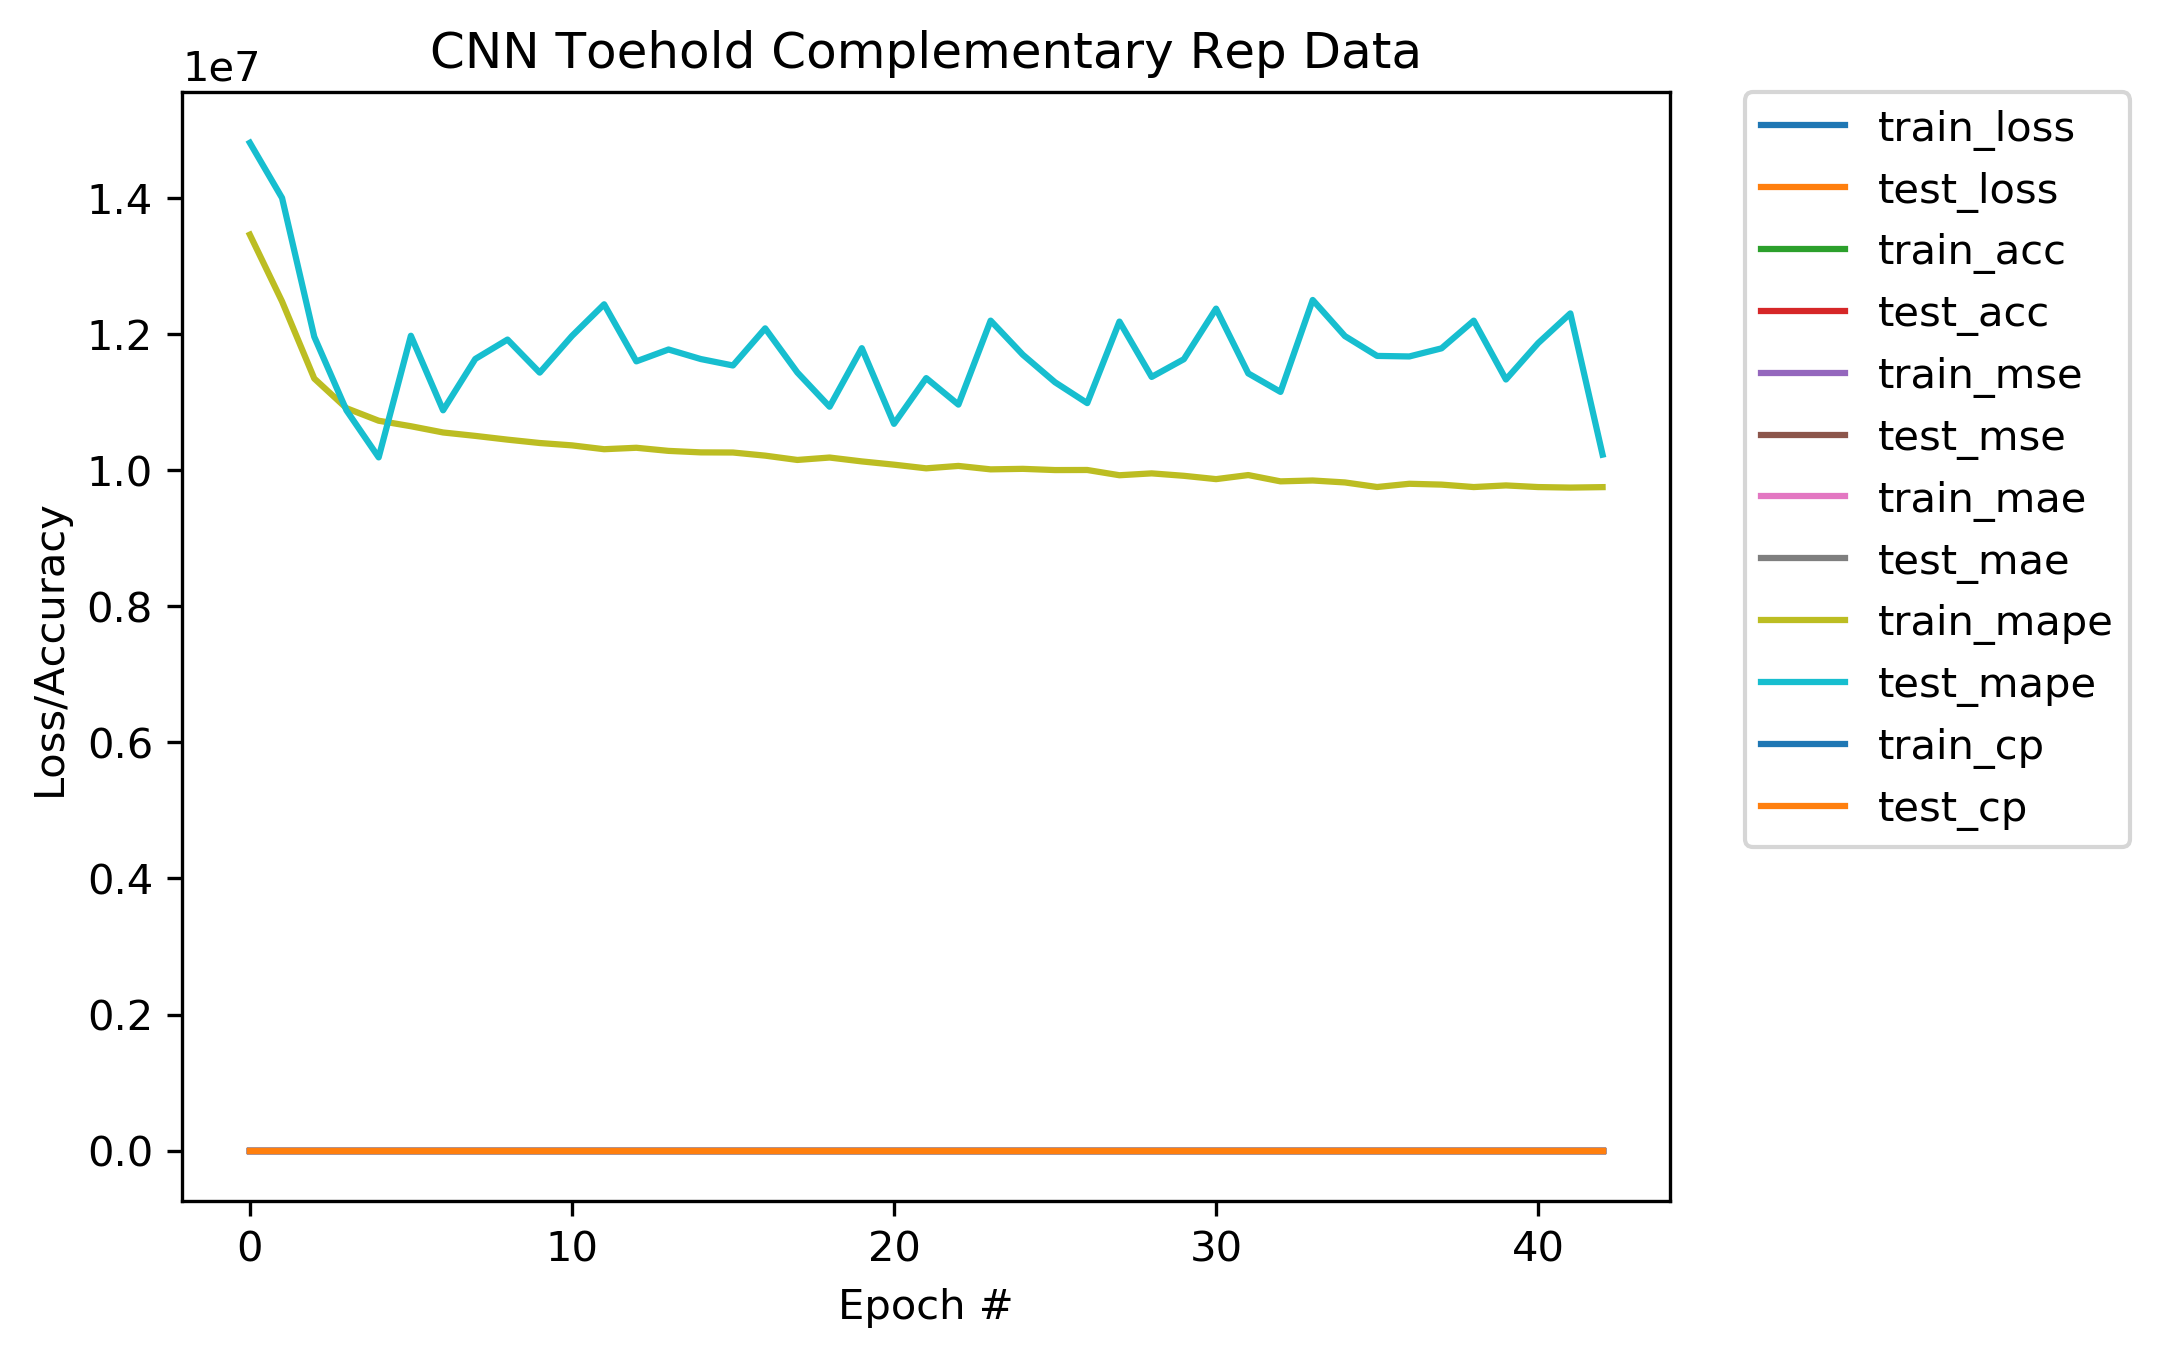 CNN Toehold Complementary Rep Data
1e7
1.4
1.2
1.0
0.8
0.6
0.4
0.2
0.0
Loss/Accuracy
0 10 20 30 40
Epoch #
train_loss
test_loss
train_acc
test_acc
train_mse
test_mse
train_mae
test_mae
train_mape
test_mape
train_cp
test_cp